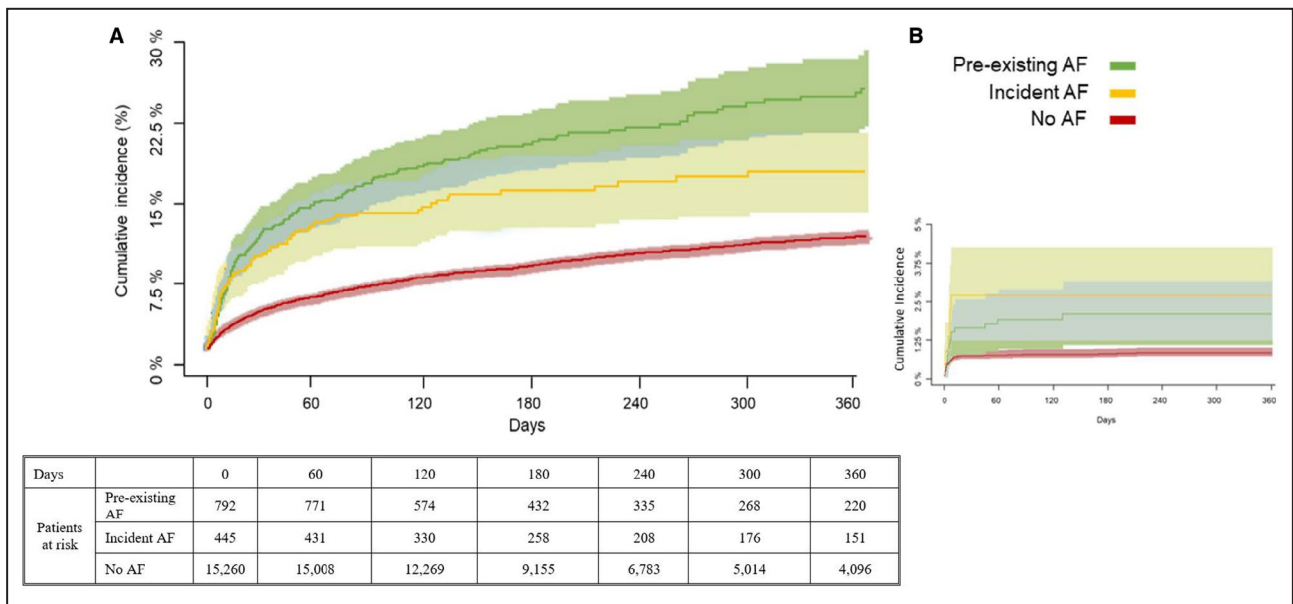 A
30 %
22.5 %
15 %
7.5 %
0 %
Cumulative incidence (%)
0 60 120 180 240 300 360
Days
B
Pre-existing AF
Incident AF
No AF
5 %
3.75 %
2.5 %
1.25 %
0 %
Cumulative Incidence
0 60 120 180 240 300 360
Days
Days 0 60 120 180 240 300 360
Patients at risk
Pre-existing AF 792 771 574 432 335 268 220
Incident AF 445 431 330 258 208 176 151
No AF 15,260 15,008 12,269 9,155 6,783 5,014 4,096